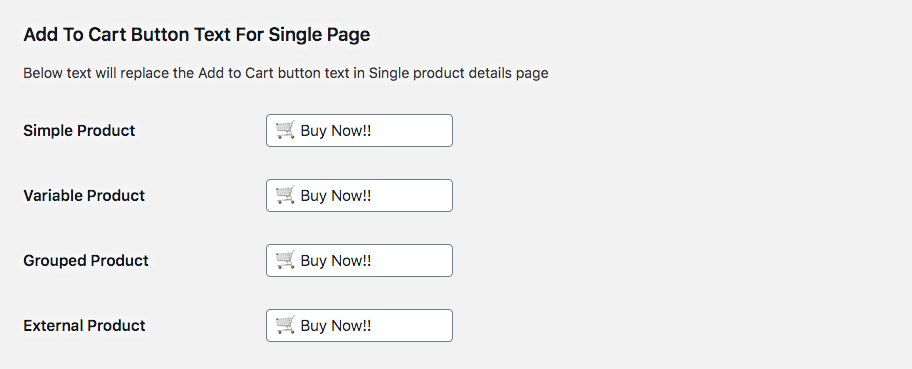 Add To Cart Button Text For Single Page
Below text will replace the Add to Cart button text in Single product details page
Simple Product 🛒 Buy Now!!
Variable Product 🛒 Buy Now!!
Grouped Product 🛒 Buy Now!!
External Product 🛒 Buy Now!!